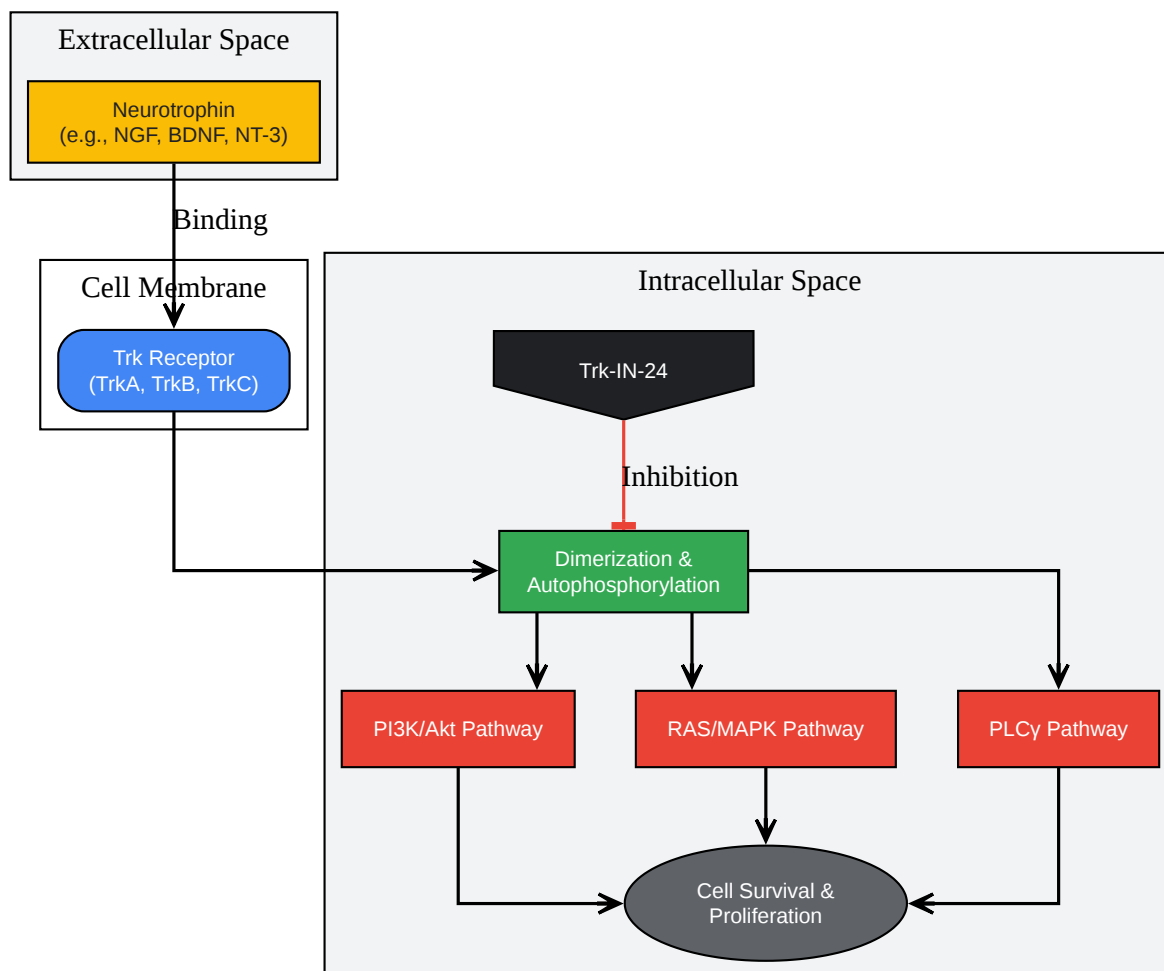 Extracellular Space
Neurotrophin
(e.g., NGF, BDNF, NT-3)
Binding
Cell Membrane
Trk Receptor
(TrkA, TrkB, TrkC)
Intracellular Space
Trk-IN-24
Inhibition
Dimerization &
Autophosphorylation
PI3K/Akt Pathway
RAS/MAPK Pathway
PLCγ Pathway
Cell Survival &
Proliferation